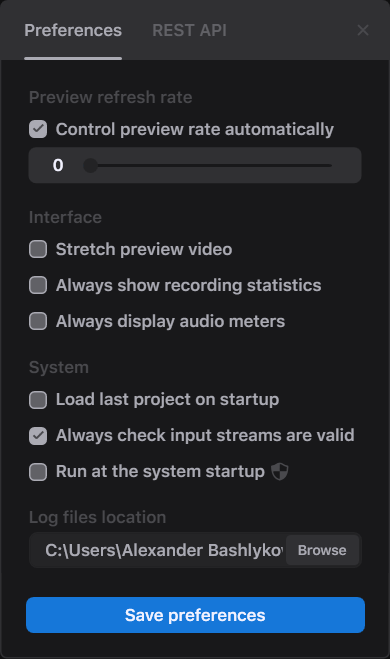 Preferences REST API
Preview refresh rate
Control preview rate automatically
0
Interface
Stretch preview video
Always show recording statistics
Always display audio meters
System
Load last project on startup
Always check input streams are valid
Run at the system startup
Log files location
C:\Users\Alexander Bashlykov Browse
Save preferences